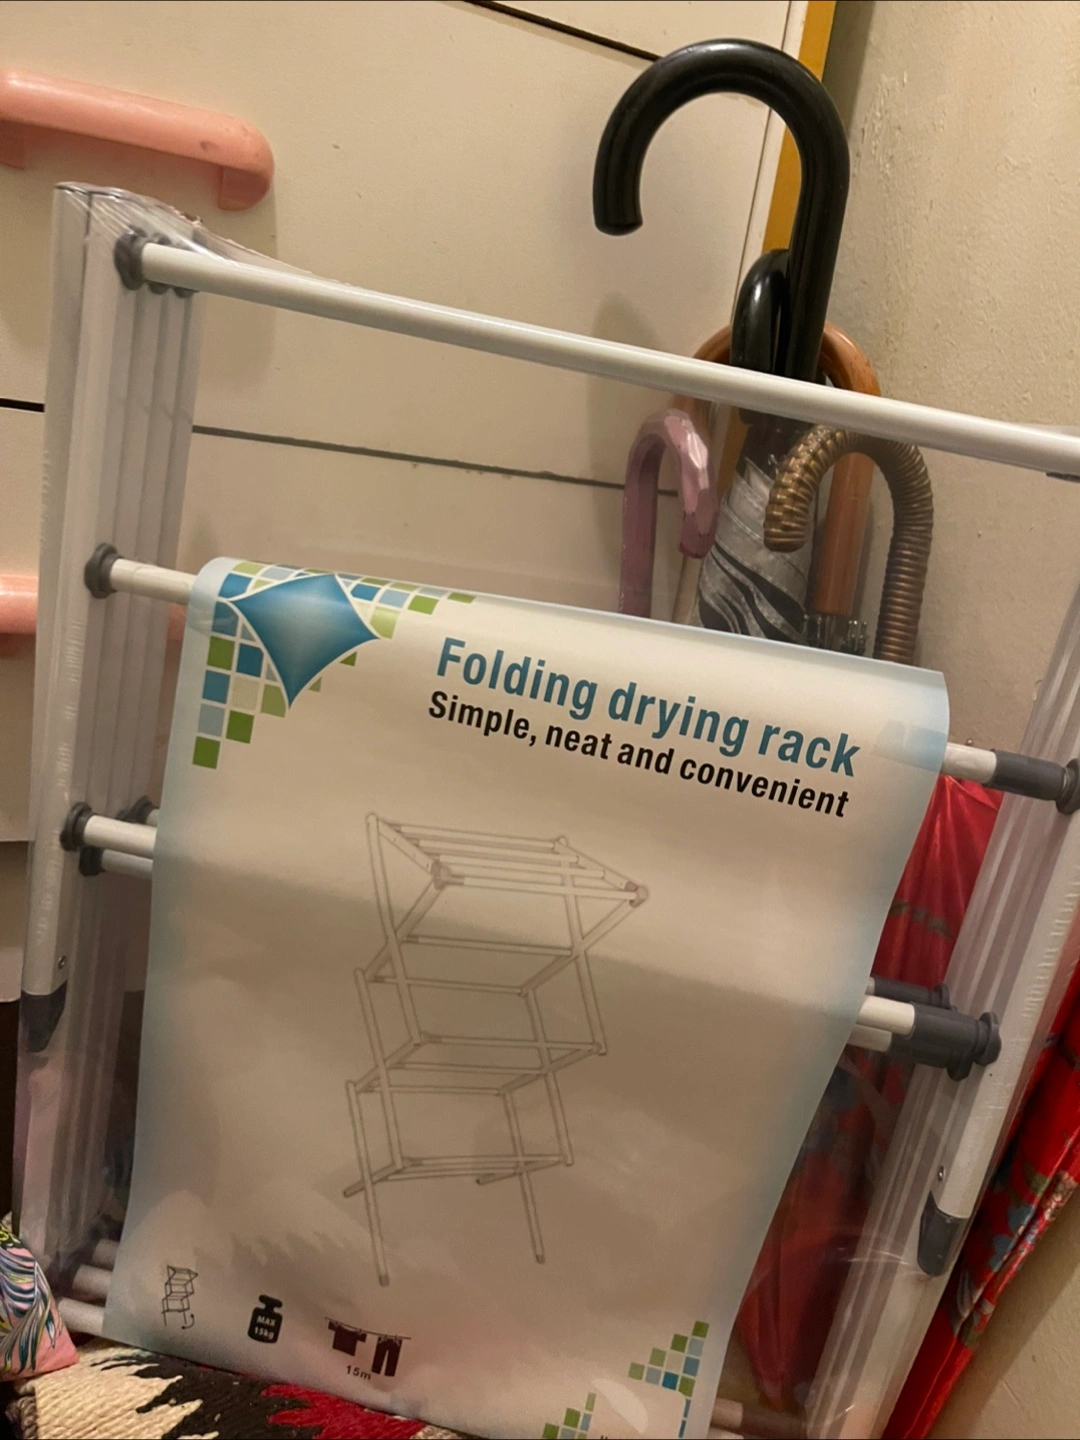 Folding drying rack
Simple, neat and convenient
MAX
15kg
15m